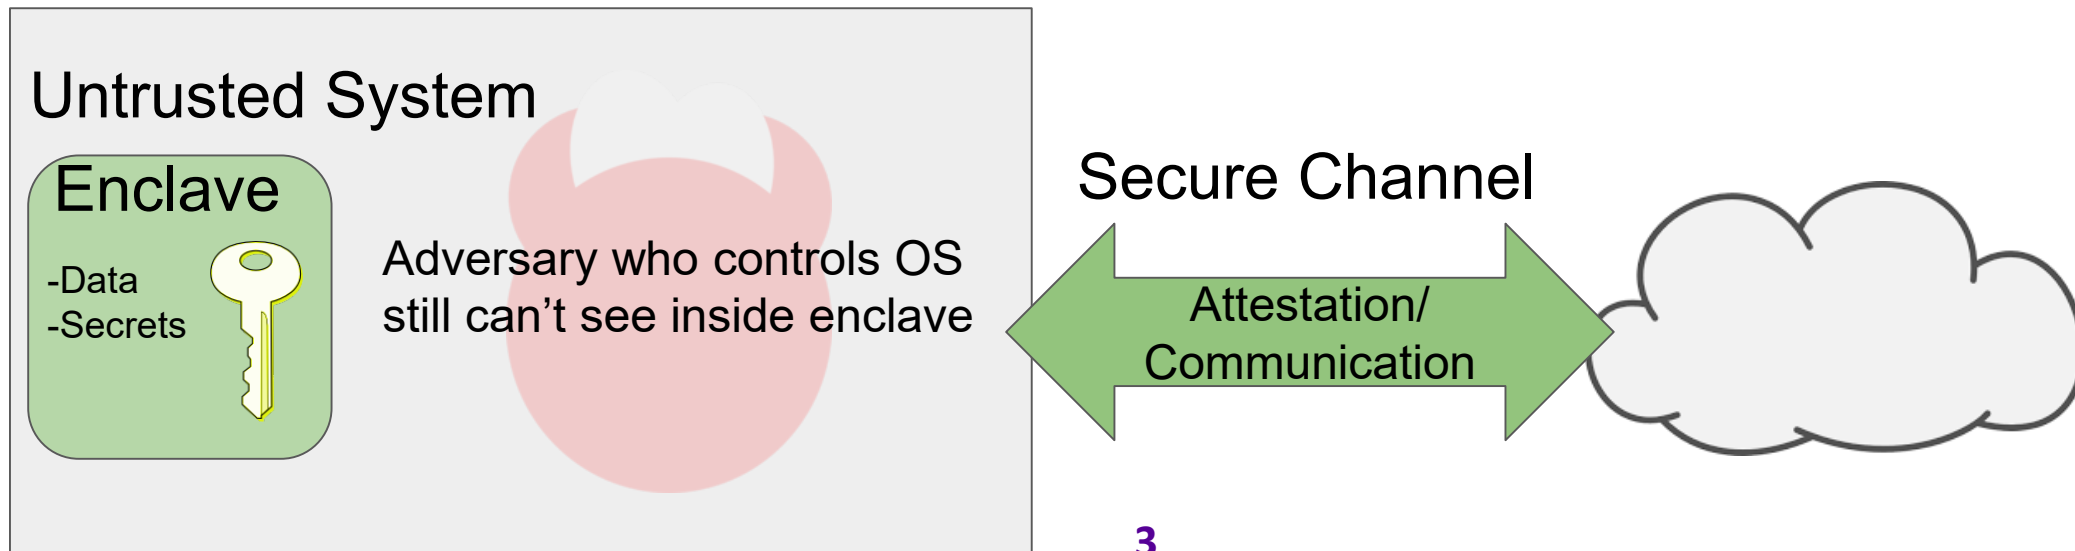 Untrusted System
Enclave
-Data
-Secrets
Adversary who controls OS
still can’t see inside enclave
Secure Channel
Attestation/
Communication
3